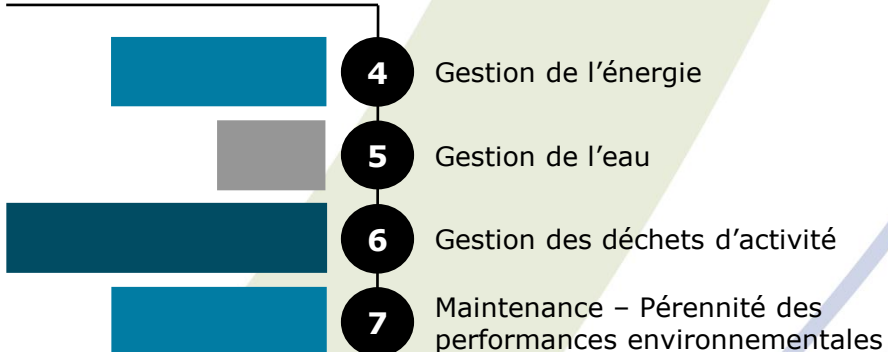 4 Gestion de l’énergie
5 Gestion de l’eau
6 Gestion des déchets d’activité
7 Maintenance – Pérennité des
performances environnementales